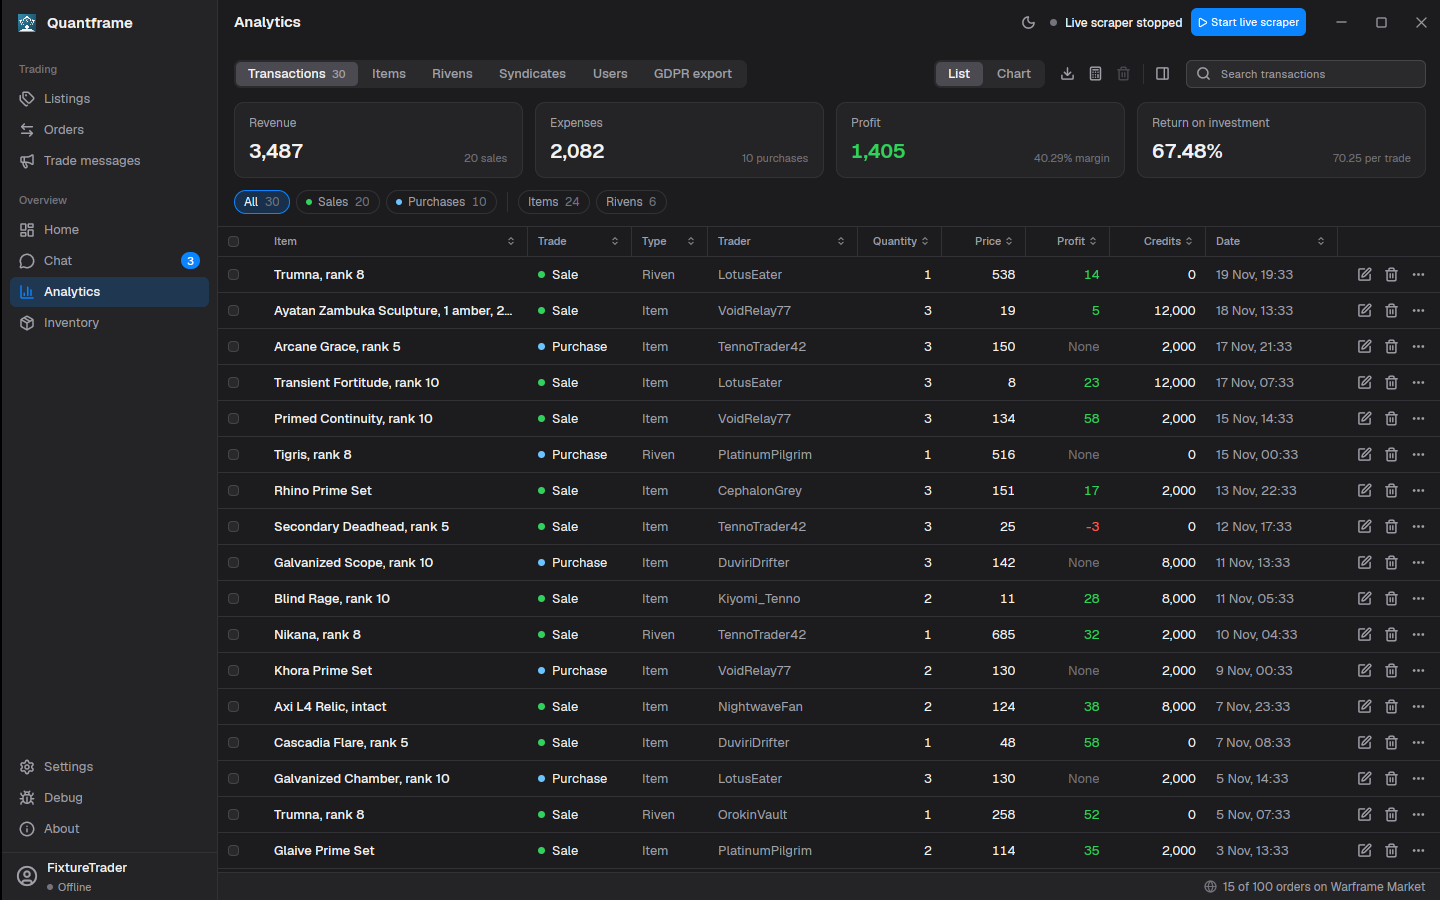 Quantframe
Analytics
Live scraper stopped
Start live scraper
Trading
Listings
Orders
Trade messages
Overview
Home
Chat 3
Analytics
Inventory
Settings
Debug
About
FixtureTrader
Offline
Transactions 30 Items Rivens Syndicates Users GDPR export
List Chart
Search transactions
Revenue
3,487 20 sales
Expenses
2,082 10 purchases
Profit
1,405 40.29% margin
Return on investment
67.48% 70.25 per trade
All 30 Sales 20 Purchases 10 Items 24 Rivens 6
Item Trade Type Trader Quantity Price Profit Credits Date
Trumna, rank 8 Sale Riven LotusEater 1 538 14 0 19 Nov, 19:33
Ayatan Zambuka Sculpture, 1 amber, 2... Sale Item VoidRelay77 3 19 5 12,000 18 Nov, 13:33
Arcane Grace, rank 5 Purchase Item TennoTrader42 3 150 None 2,000 17 Nov, 21:33
Transient Fortitude, rank 10 Sale Item LotusEater 3 8 23 12,000 17 Nov, 07:33
Primed Continuity, rank 10 Sale Item VoidRelay77 3 134 58 2,000 15 Nov, 14:33
Tigris, rank 8 Purchase Riven PlatinumPilgrim 1 516 None 0 15 Nov, 00:33
Rhino Prime Set Sale Item CephalonGrey 3 151 17 2,000 13 Nov, 22:33
Secondary Deadhead, rank 5 Sale Item TennoTrader42 3 25 -3 0 12 Nov, 17:33
Galvanized Scope, rank 10 Purchase Item DuviriDrifter 3 142 None 8,000 11 Nov, 13:33
Blind Rage, rank 10 Sale Item Kiyomi_Tenno 2 11 28 8,000 11 Nov, 05:33
Nikana, rank 8 Sale Riven TennoTrader42 1 685 32 2,000 10 Nov, 04:33
Khora Prime Set Purchase Item VoidRelay77 2 130 None 2,000 9 Nov, 00:33
Axi L4 Relic, intact Sale Item NightwaveFan 2 124 38 8,000 7 Nov, 23:33
Cascadia Flare, rank 5 Sale Item DuviriDrifter 1 48 58 0 7 Nov, 08:33
Galvanized Chamber, rank 10 Purchase Item LotusEater 3 130 None 2,000 5 Nov, 14:33
Trumna, rank 8 Sale Riven OrokinVault 1 258 52 0 5 Nov, 07:33
Glaive Prime Set Sale Item PlatinumPilgrim 2 114 35 2,000 3 Nov, 13:33
15 of 100 orders on Warframe Market